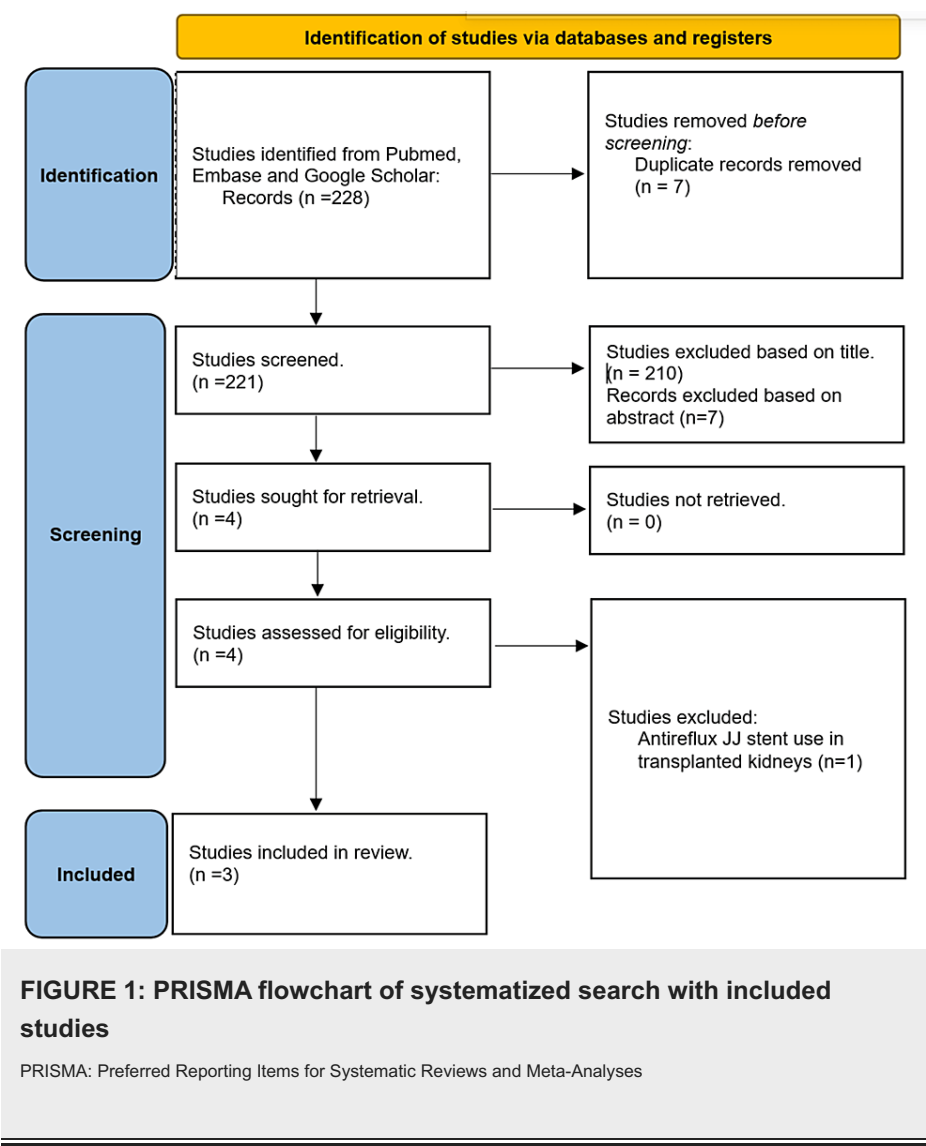 Identification of studies via databases and registers
Identification
Studies identified from Pubmed,
Embase and Google Scholar:
Records (n =228)
Studies removed before
screening:
Duplicate records removed
(n = 7)
Screening
Studies screened.
(n =221)
Studies excluded based on title.
(n = 210)
Records excluded based on
abstract (n=7)
Studies sought for retrieval.
(n =4)
Studies not retrieved.
(n = 0)
Studies assessed for eligibility.
(n =4)
Studies excluded:
Antireflux JJ stent use in
transplanted kidneys (n=1)
Included
Studies included in review.
(n =3)
FIGURE 1: PRISMA flowchart of systematized search with included
studies
PRISMA: Preferred Reporting Items for Systematic Reviews and Meta-Analyses